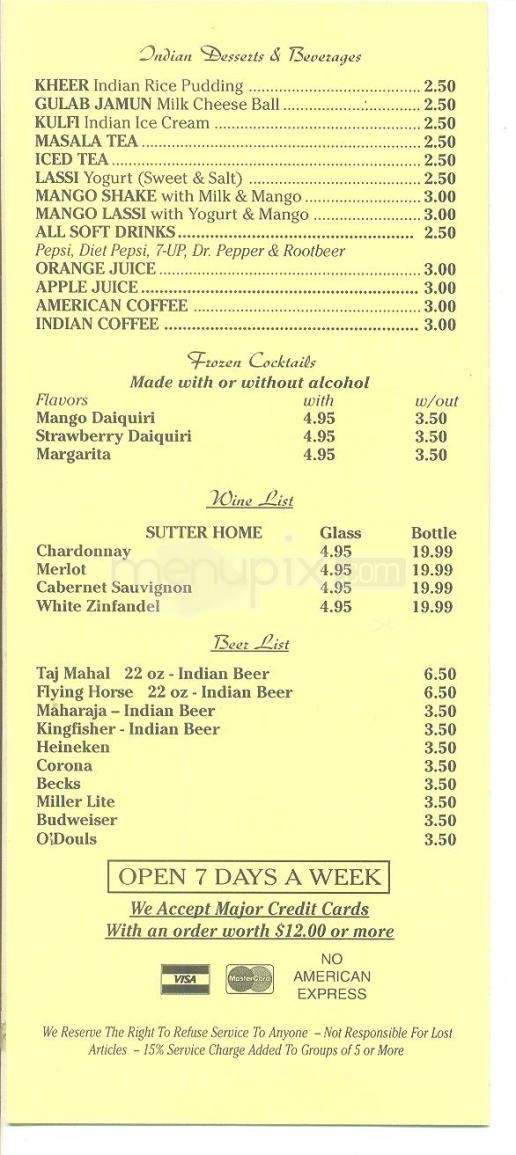 Indian Desserts & Beverages
KHEER Indian Rice Pudding ........................................ 2.50
GULAB JAMUN Milk Cheese Ball ................................ 2.50
KULFI Indian Ice Cream ................................................ 2.50
MASALA TEA ................................................................. 2.50
ICED TEA ........................................................................ 2.50
LASSI Yogurt (Sweet & Salt) ........................................ 2.50
MANGO SHAKE with Milk & Mango ........................... 3.00
MANGO LASSI with Yogurt & Mango ......................... 3.00
ALL SOFT DRINKS ...................................................... 2.50
Pepsi, Diet Pepsi, 7-UP, Dr. Pepper & Rootbeer
ORANGE JUICE ............................................................. 3.00
APPLE JUICE ................................................................. 3.00
AMERICAN COFFEE ..................................................... 3.00
INDIAN COFFEE ........................................................... 3.00
Frozen Cocktails
Made with or without alcohol
Flavors with w/out
Mango Daiquiri 4.95 3.50
Strawberry Daiquiri 4.95 3.50
Margarita 4.95 3.50
Wine List
SUTTER HOME Glass Bottle
Chardonnay 4.95 19.99
Merlot 4.95 19.99
menupix.com
Cabernet Sauvignon 4.95 19.99
White Zinfandel 4.95 19.99
Beer List
Taj Mahal 22 oz - Indian Beer 6.50
Flying Horse 22 oz - Indian Beer 6.50
Maharaja – Indian Beer 3.50
Kingfisher - Indian Beer 3.50
Heineken 3.50
Corona 3.50
Becks 3.50
Miller Lite 3.50
Budweiser 3.50
O'Douls 3.50
OPEN 7 DAYS A WEEK
We Accept Major Credit Cards
With an order worth $12.00 or more
VISA MasterCard NO
AMERICAN
EXPRESS
We Reserve The Right To Refuse Service To Anyone – Not Responsible For Lost
Articles – 15% Service Charge Added To Groups of 5 or More